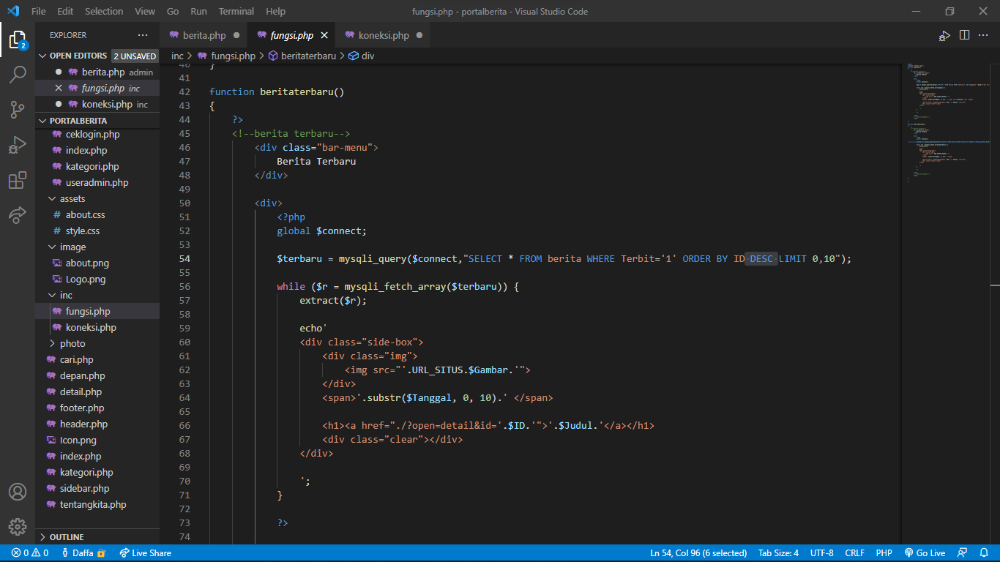 File Edit Selection View Go Run Terminal Help fungsi.php - portalberita - Visual Studio Code
EXPLORER
OPEN EDITORS 2 UNSAVED
berita.php admin
fungsi.php inc
koneksi.php inc
PORTALBERITA
ceklogin.php
index.php
kategori.php
useradmin.php
assets
# about.css
# style.css
image
about.png
Logo.png
inc
fungsi.php
koneksi.php
photo
cari.php
depan.php
detail.php
footer.php
header.php
Icon.png
index.php
kategori.php
sidebar.php
tentangkita.php
OUTLINE
2
berita.php fungsi.php koneksi.php
inc > fungsi.php > beritaterbaru > div
40 }
41
42 function beritaterbaru()
43 {
44 ?>
45 <!--berita terbaru-->
46 <div class="bar-menu">
47 Berita Terbaru
48 </div>
49
50 <div>
51 <?php
52 global $connect;
53
54 $terbaru = mysqli_query($connect,"SELECT * FROM berita WHERE Terbit='1' ORDER BY ID DESC LIMIT 0,10");
55
56 while ($r = mysqli_fetch_array($terbaru)) {
57 extract($r);
58
59 echo'
60 <div class="side-box">
61 <div class="img">
62 <img src="'.URL_SITUS.$Gambar.'">
63 </div>
64 <span>'.substr($Tanggal, 0, 10).' </span>
65
66 <h1><a href="./?open=detail&id='.$ID.'">'.$Judul.'</a></h1>
67 <div class="clear"></div>
68 </div>
69
70 ';
71 }
72
73 ?>
74
0 0 Daffa Live Share Ln 54, Col 96 (6 selected) Tab Size: 4 UTF-8 CRLF PHP Go Live